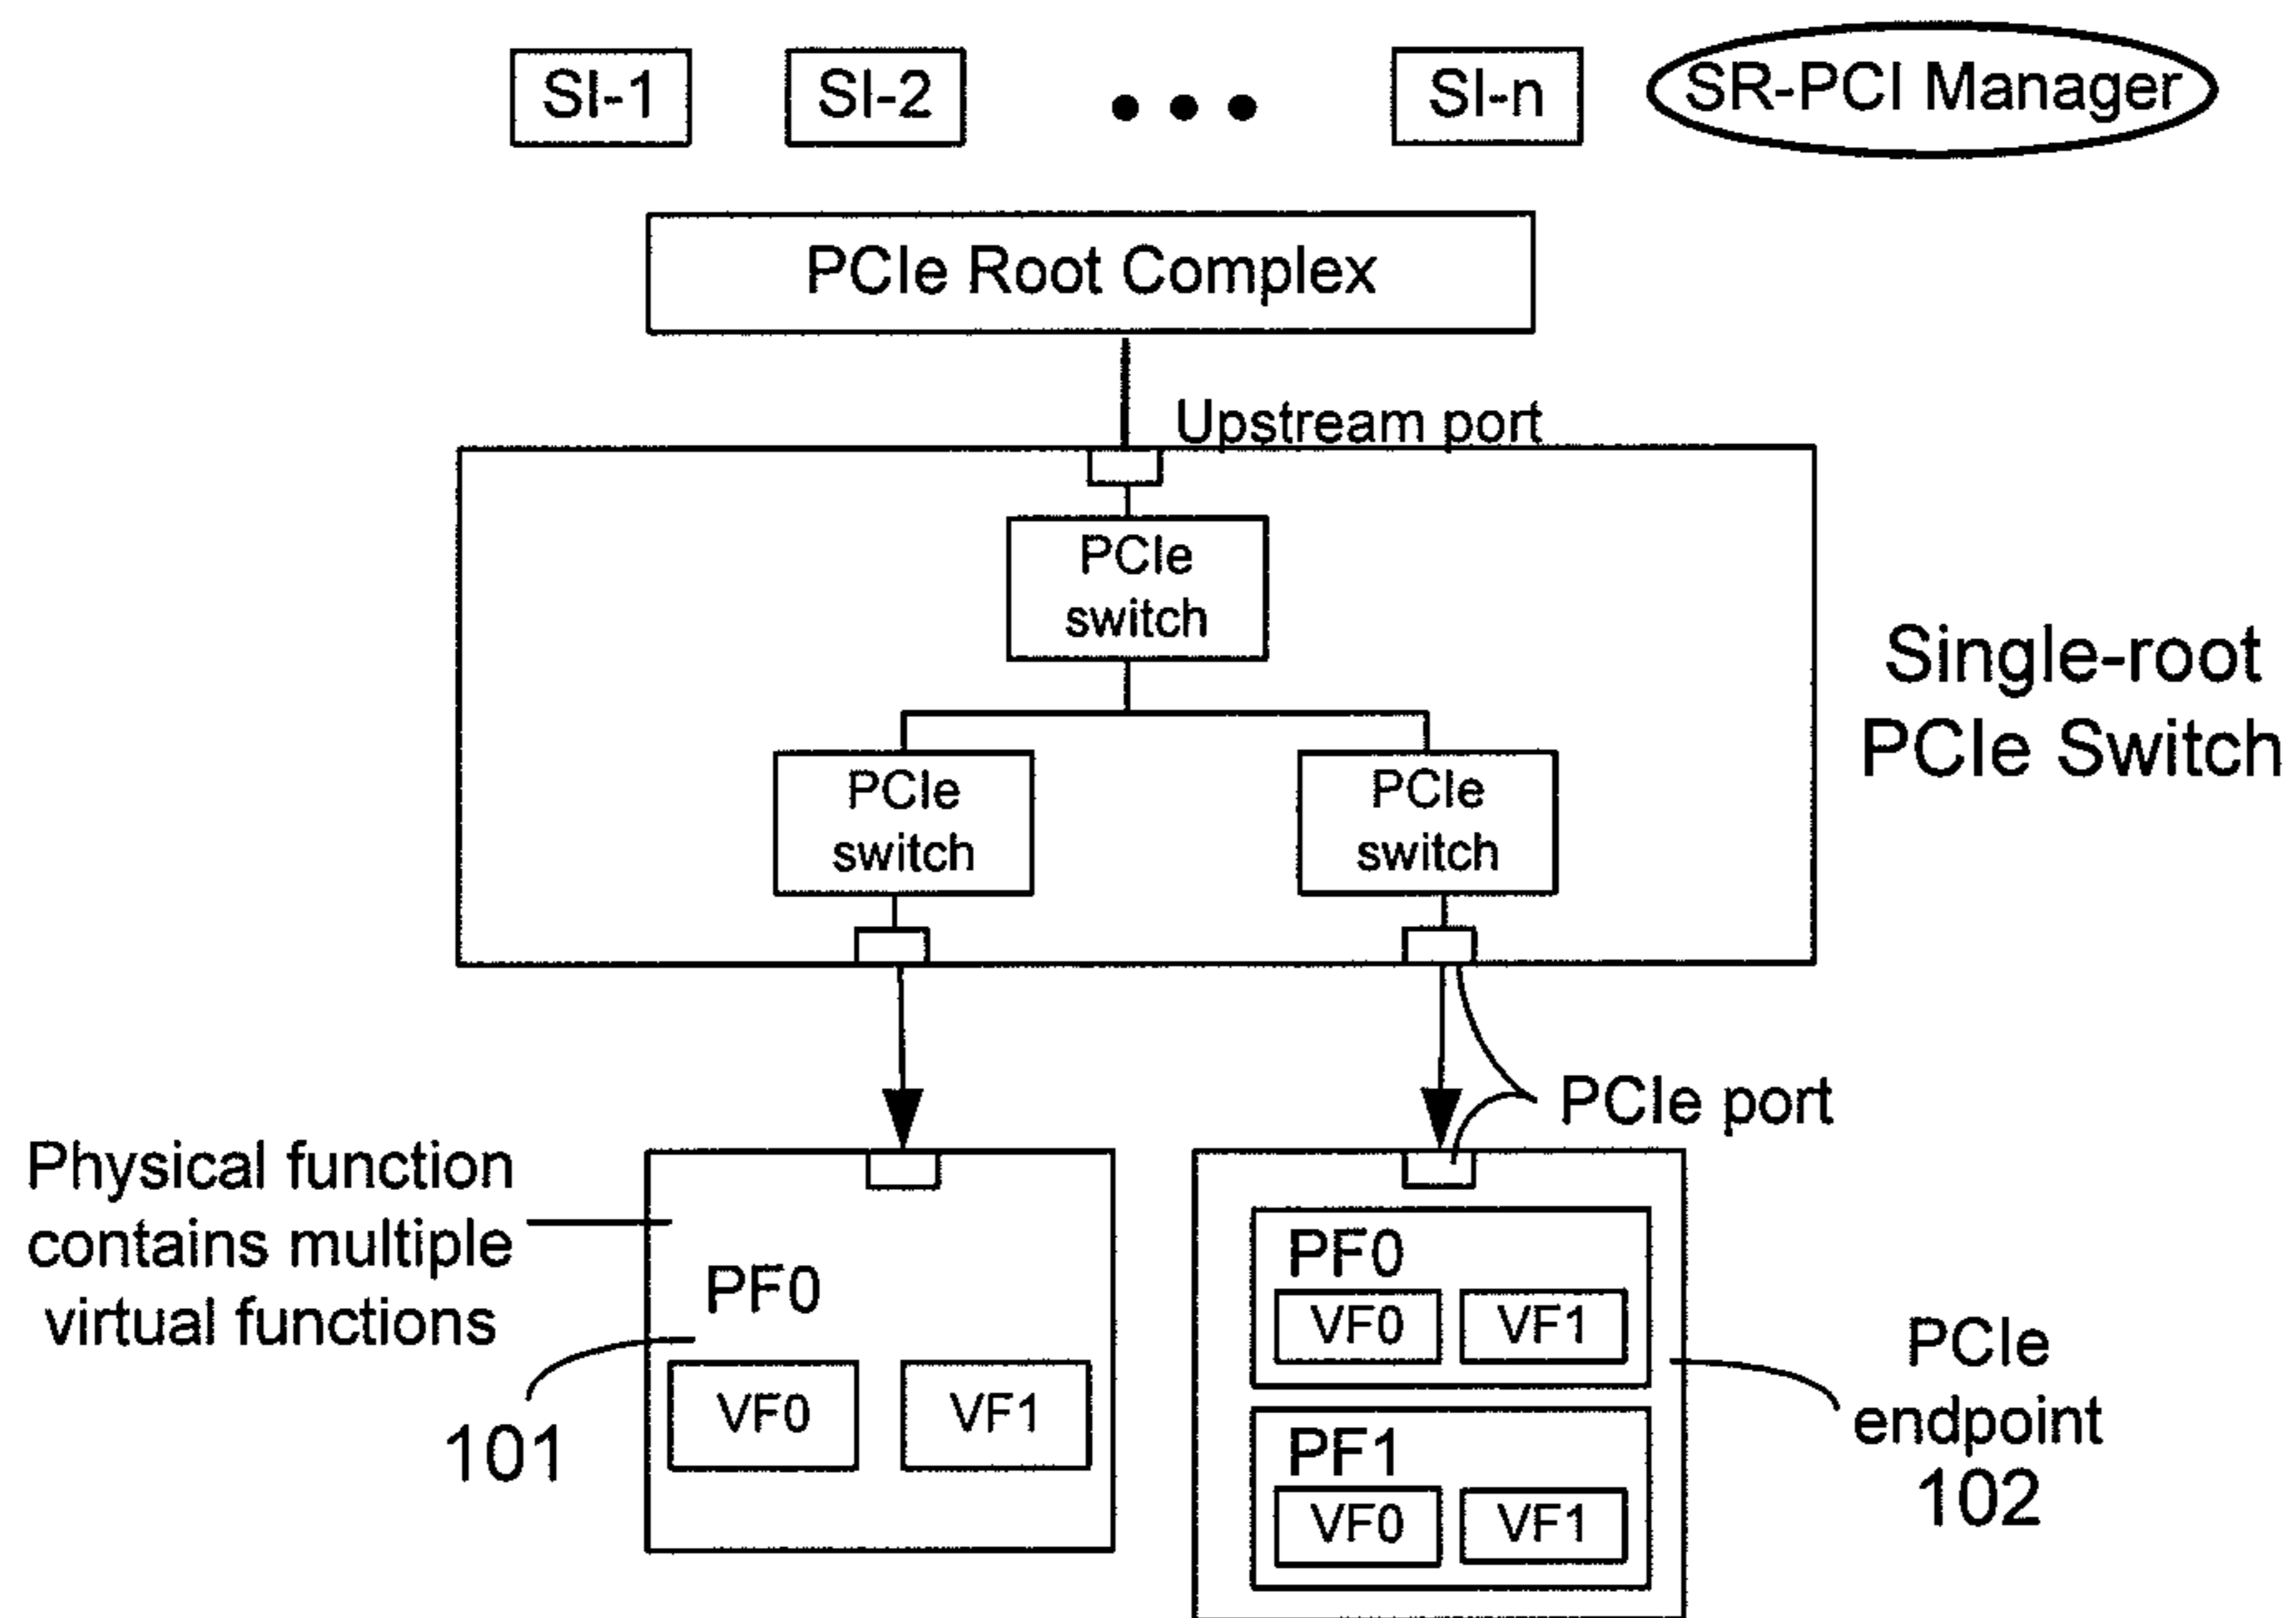 SI-1
SI-2
SI-n
SR-PCI Manager
PCIe Root Complex
Upstream port
PCIe
switch
PCIe
switch
PCIe
switch
Single-root
PCIe Switch
PCIe port
Physical function
contains multiple
virtual functions
101
PF0
VF0
VF1
PF0
VF0
VF1
PF1
VF0
VF1
PCIe
endpoint
102